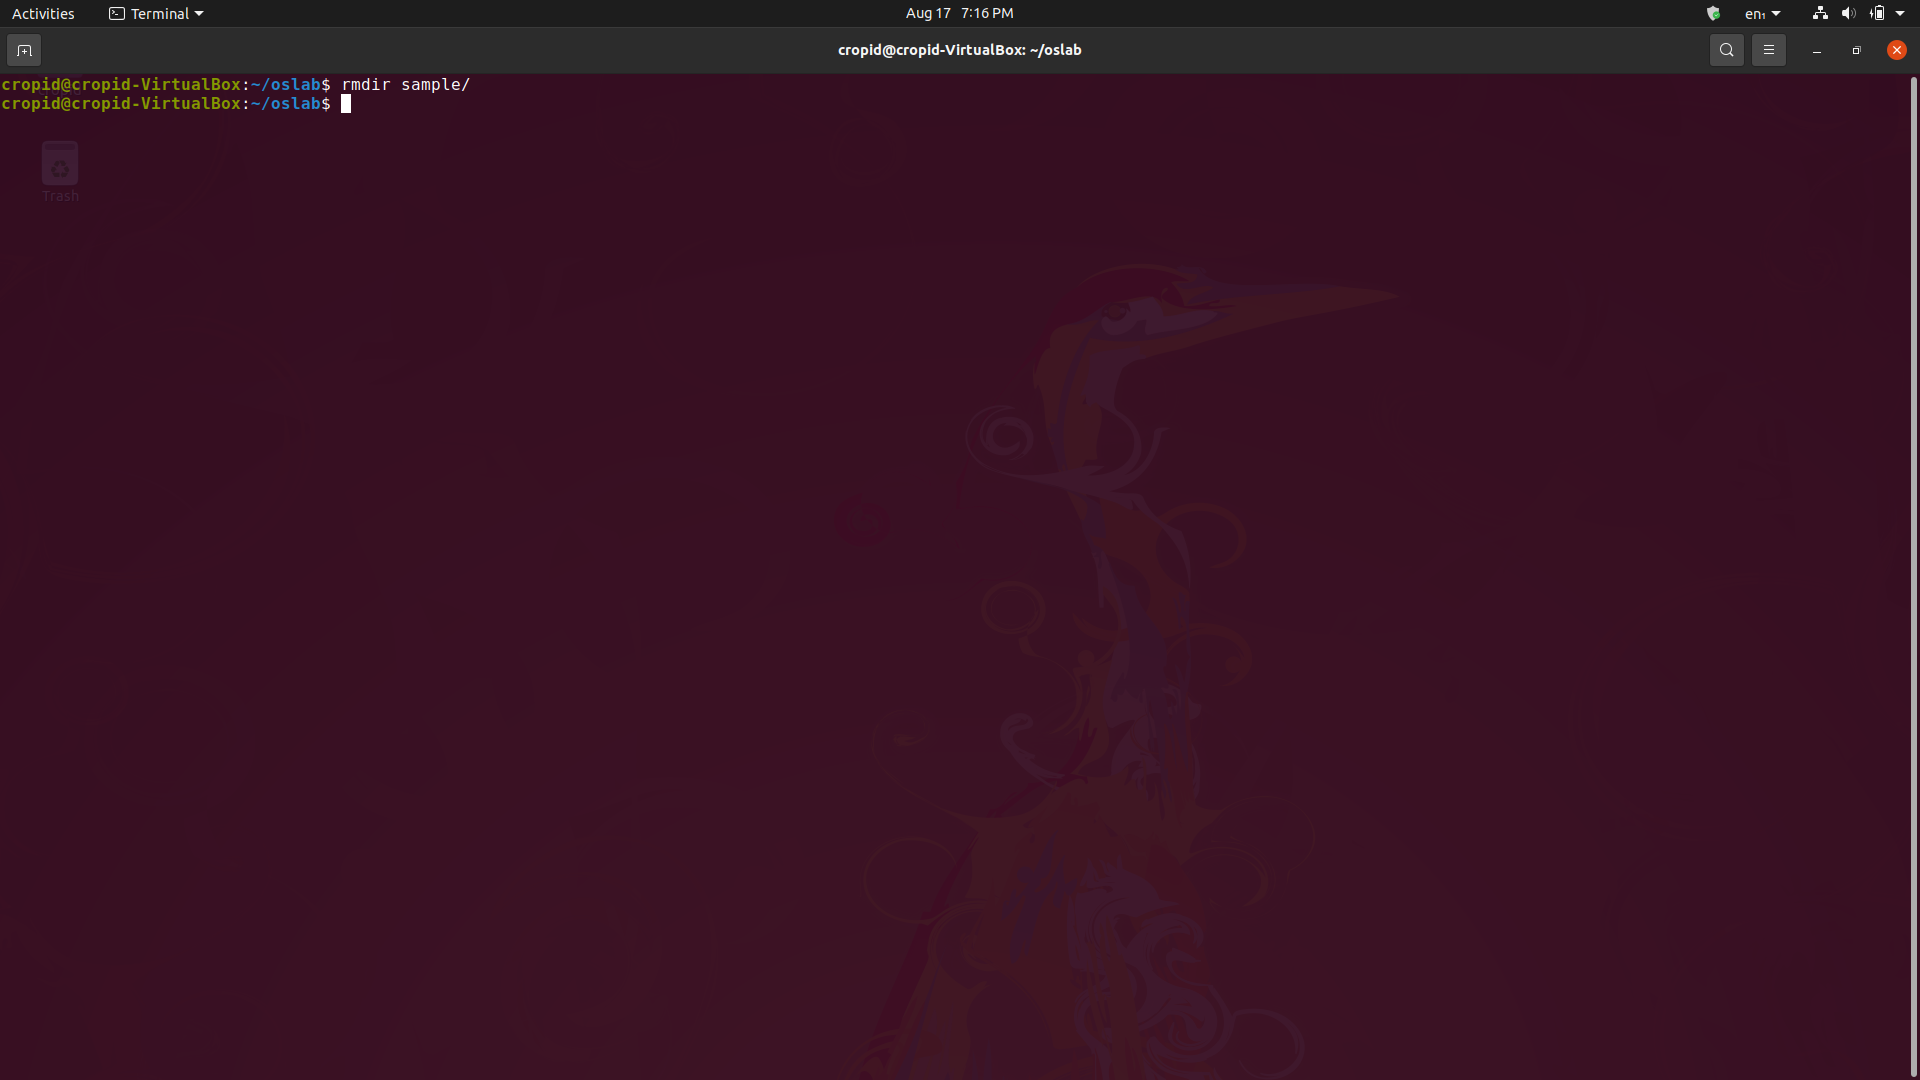 Activities Terminal Aug 17 7:16 PM en₁
cropid@cropid-VirtualBox: ~/oslab
cropid@cropid-VirtualBox:~/oslab$ rmdir sample/
cropid@cropid-VirtualBox:~/oslab$
Trash